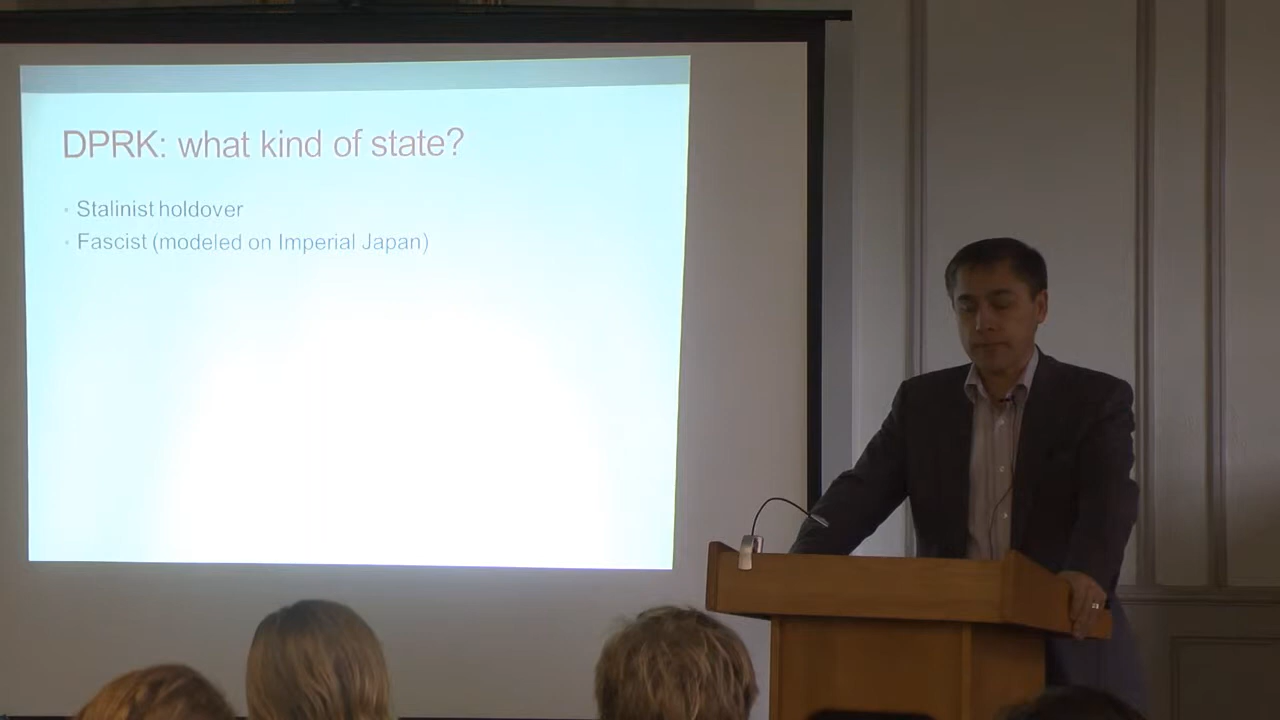 DPRK: what kind of state?
· Stalinist holdover
· Fascist (modeled on Imperial Japan)